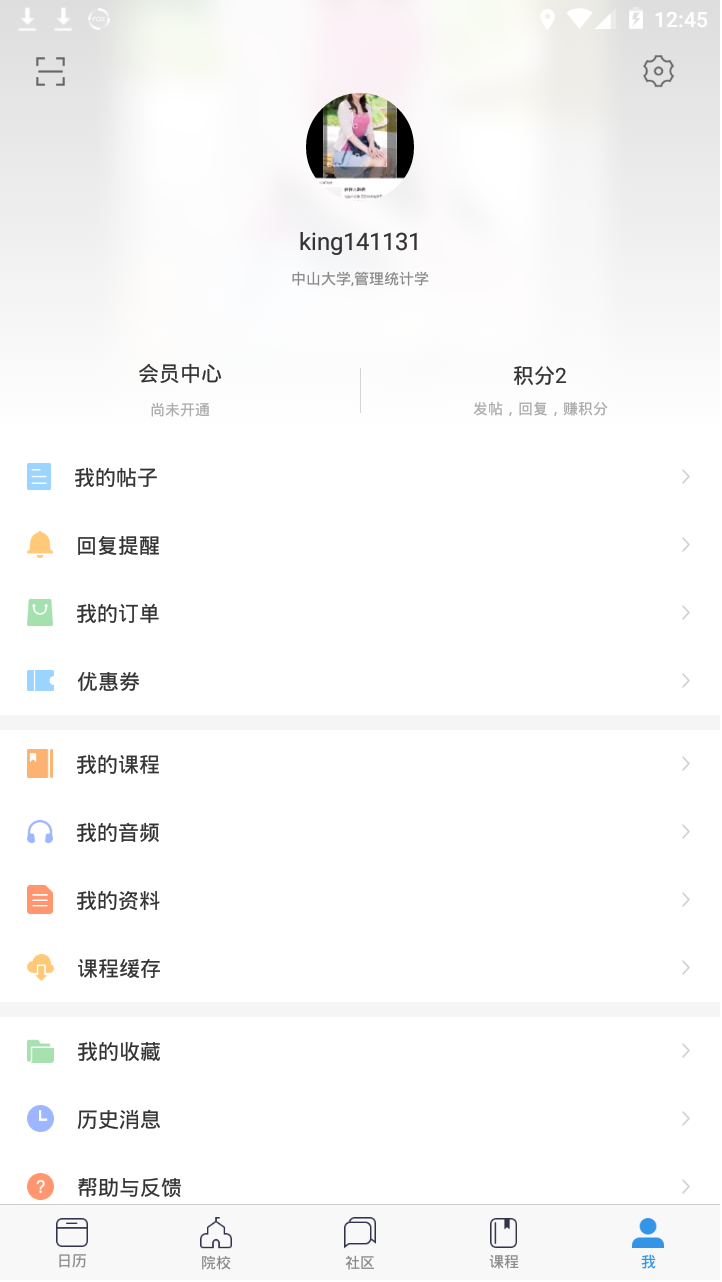 12:45
king141131
中山大学,管理统计学
会员中心
积分2
尚未开通
发帖，回复，赚积分
我的帖子
回复提醒
我的订单
优惠券
我的课程
我的音频
我的资料
课程缓存
我的收藏
历史消息
帮助与反馈
日历
院校
社区
课程
我